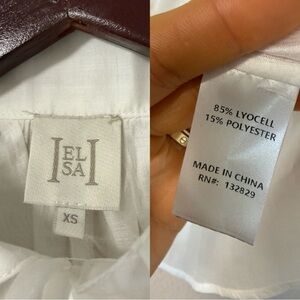 EL
SA
XS
85% LYOCELL
15% POLYESTER
MADE IN CHINA
RN#: 132829